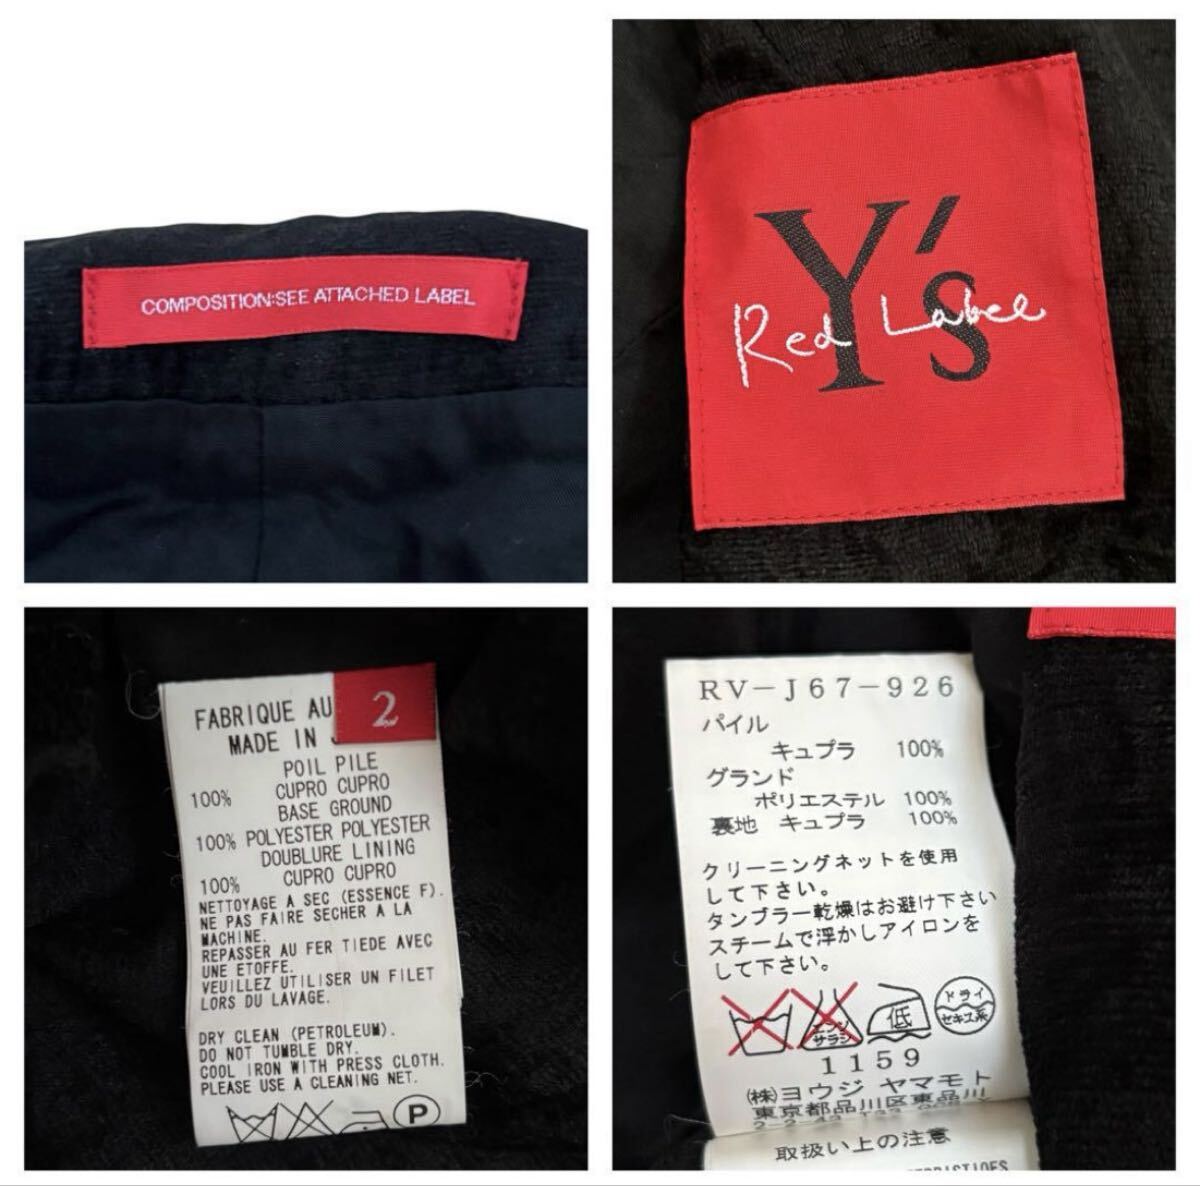 COMPOSITION:SEE ATTACHED LABEL
Y's
Red Label
FABRIQUE AU
2
MADE IN
POIL PILE
100% CUPRO CUPRO
BASE GROUND
100% POLYESTER POLYESTER
DOUBLURE LINING
100% CUPRO CUPRO
NETTOYAGE A SEC (ESSENCE F).
NE PAS FAIRE SECHER A LA
MACHINE.
REPASSER AU FER TIEDE AVEC
UNE ETOFFE.
VEUILLEZ UTILISER UN FILET
LORS DU LAVAGE.
DRY CLEAN (PETROLEUM).
DO NOT TUMBLE DRY.
COOL IRON WITH PRESS CLOTH.
PLEASE USE A CLEANING NET.
P
RV-J67-926
パイル
キュプラ 100%
グランド
ポリエステル 100%
裏地 キュプラ 100%
クリーニングネットを使用
して下さい。
タンブラー乾燥はお避け下さい
スチームで浮かしアイロンを
して下さい。
エンソ
サラシ
低
ドライ
セキユ系
1159
(株)ヨウジ ヤマモト
東京都品川区東品川
取扱い上の注意